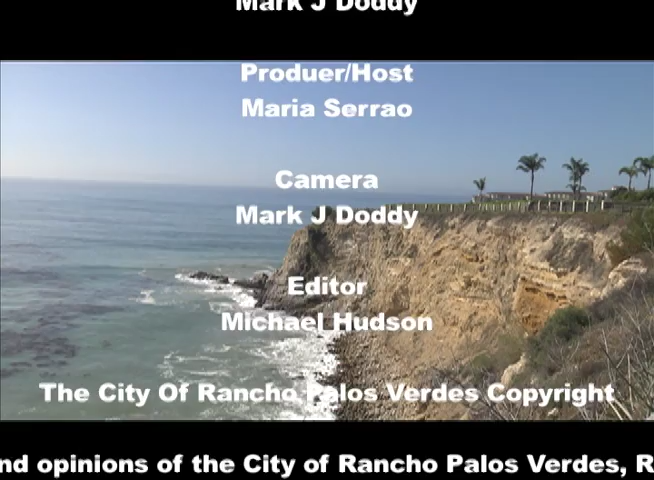 Mark J Doddy
Produer/Host
Maria Serrao
Camera
Mark J Doddy
Editor
Michael Hudson
The City Of Rancho Palos Verdes Copyright
nd opinions of the City of Rancho Palos Verdes, R